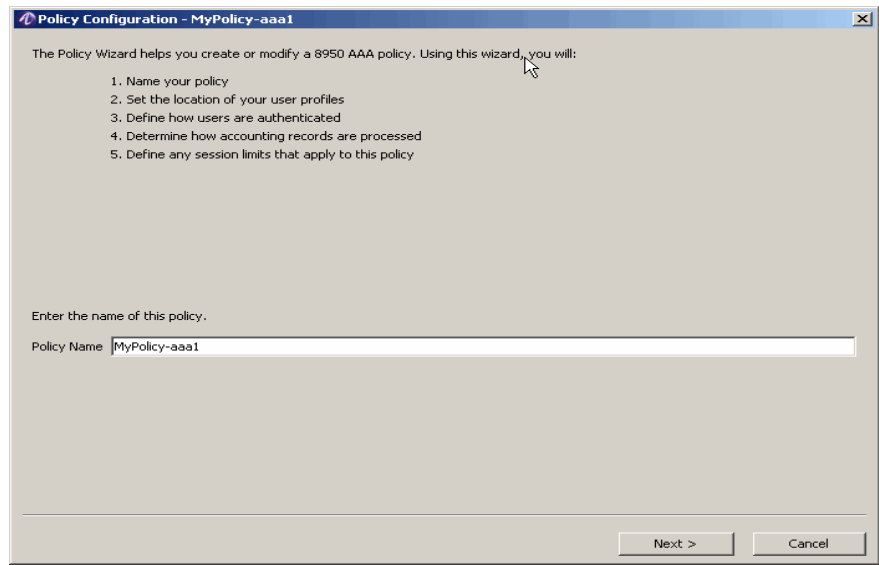 Policy Configuration - MyPolicy-aaa1
The Policy Wizard helps you create or modify a 8950 AAA policy. Using this wizard, you will:
1. Name your policy
2. Set the location of your user profiles
3. Define how users are authenticated
4. Determine how accounting records are processed
5. Define any session limits that apply to this policy
Enter the name of this policy.
Policy Name MyPolicy-aaa1
Next > Cancel